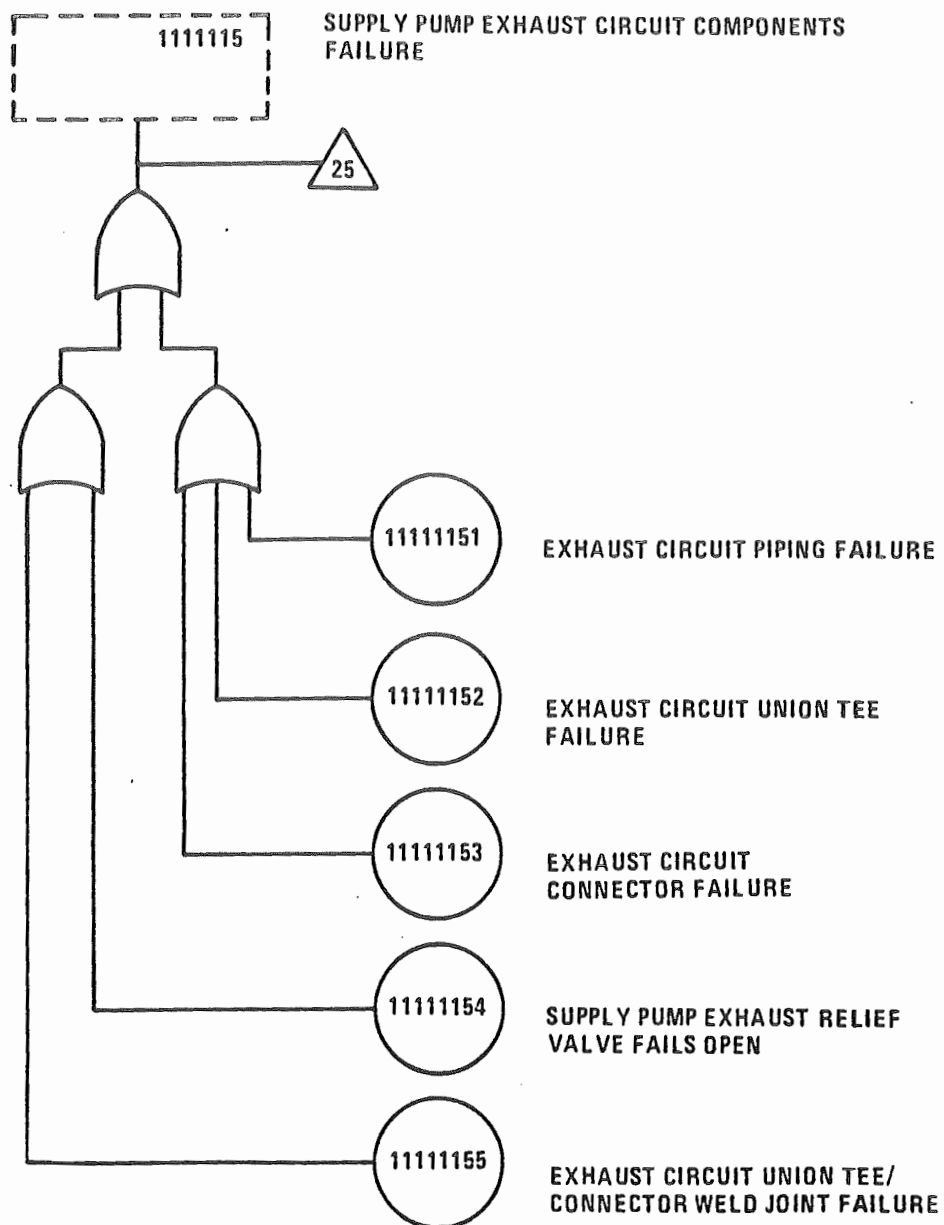 1111115
SUPPLY PUMP EXHAUST CIRCUIT COMPONENTS
FAILURE
25
11111151
EXHAUST CIRCUIT PIPING FAILURE
11111152
EXHAUST CIRCUIT UNION TEE
FAILURE
11111153
EXHAUST CIRCUIT
CONNECTOR FAILURE
11111154
SUPPLY PUMP EXHAUST RELIEF
VALVE FAILS OPEN
11111155
EXHAUST CIRCUIT UNION TEE/
CONNECTOR WELD JOINT FAILURE